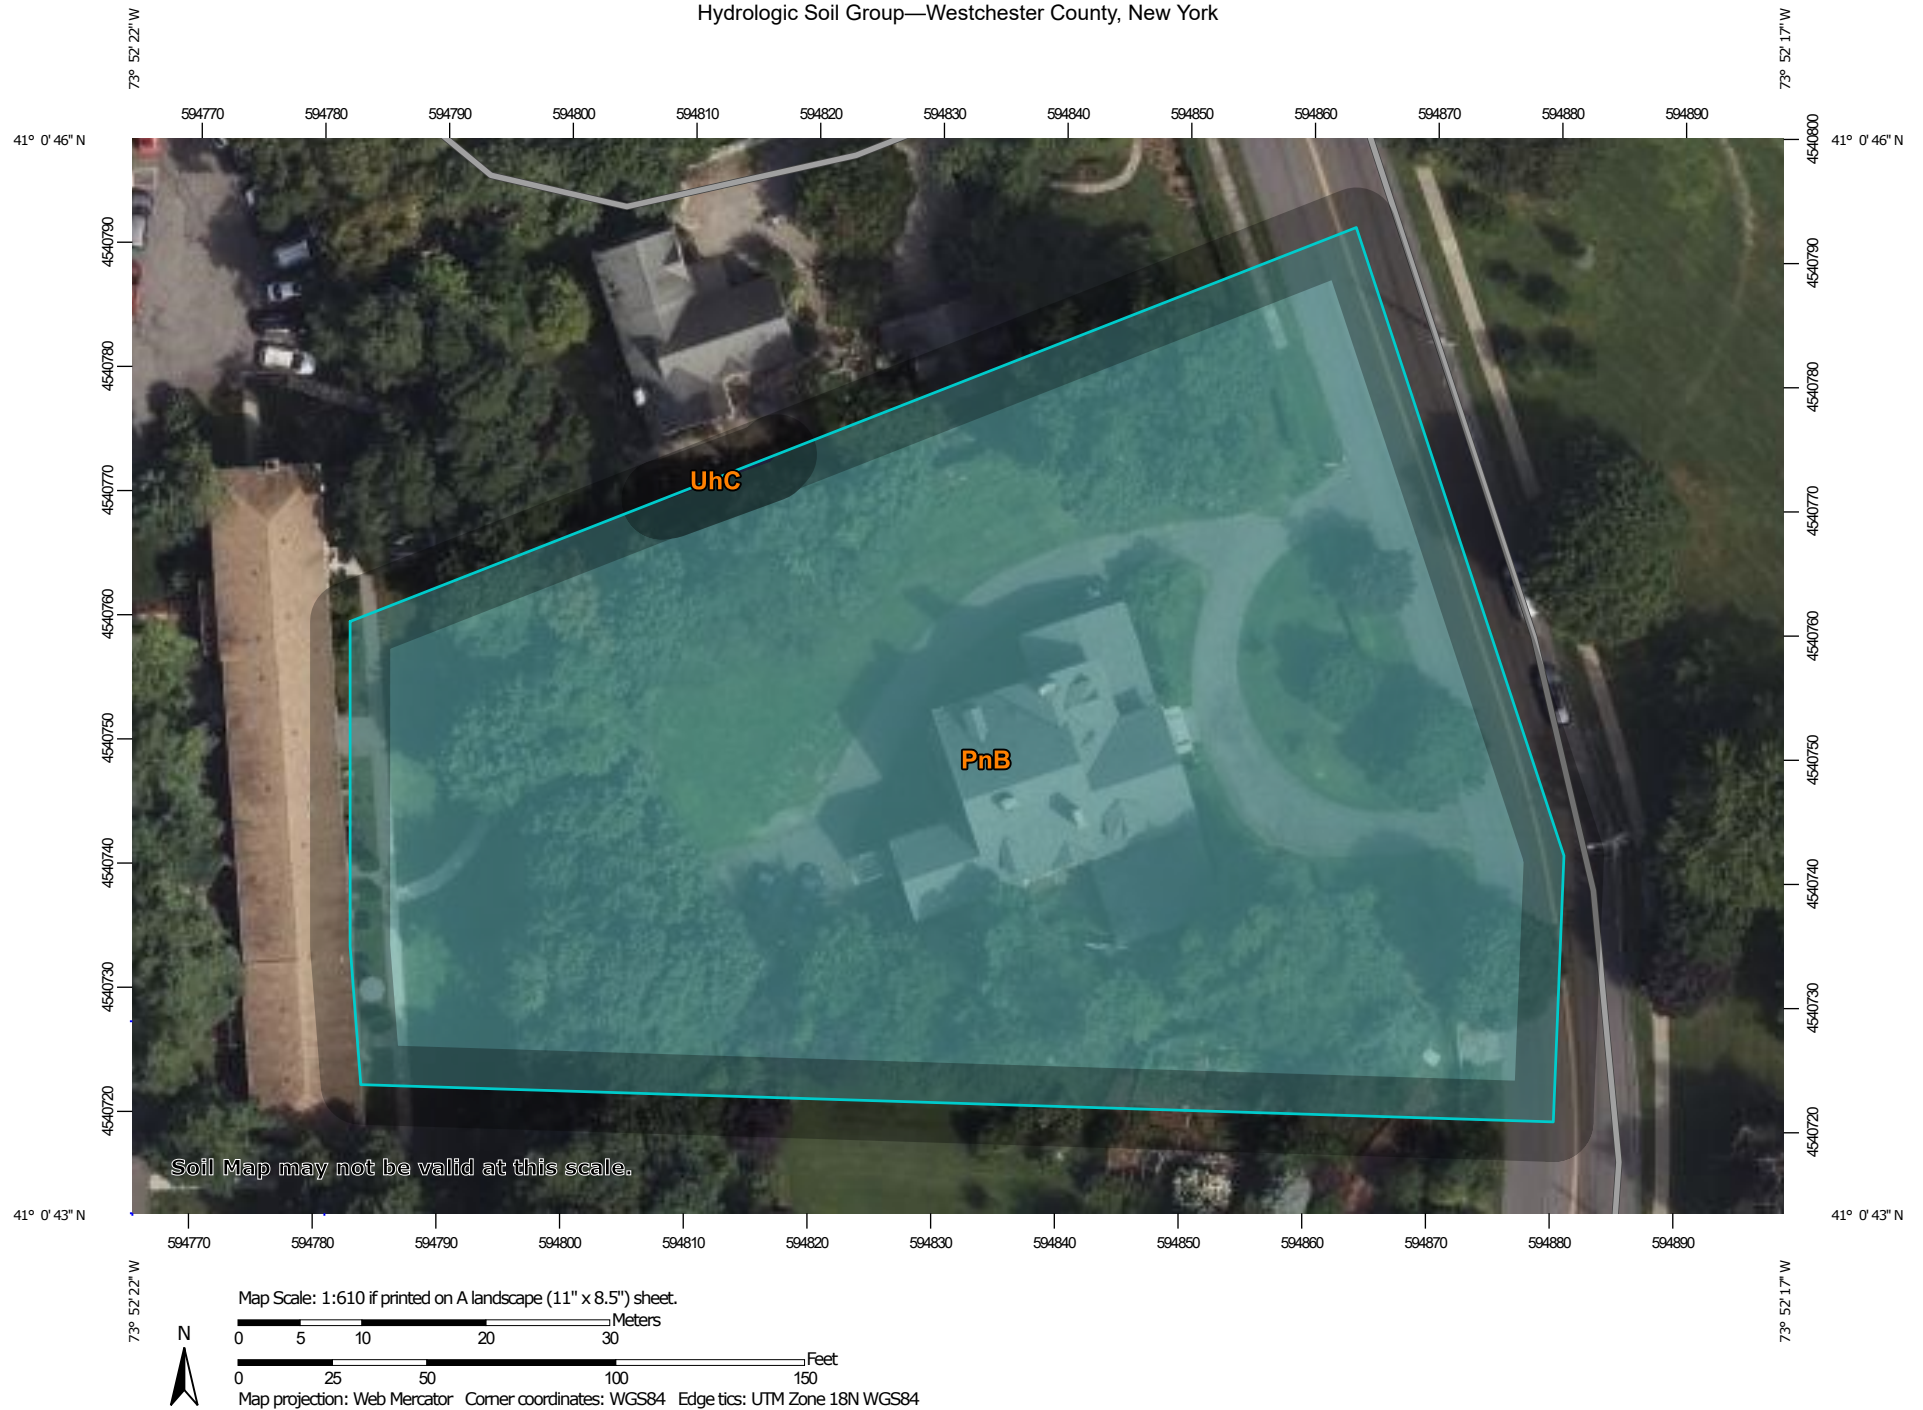 Hydrologic Soil Group—Westchester County, New York
73° 52' 22'' W
73° 52' 17'' W
594770 594780 594790 594800 594810 594820 594830 594840 594850 594860 594870 594880 594890
41° 0' 46'' N
41° 0' 46'' N
4540800
4540790
4540790
4540780
4540780
4540770
4540770
4540760
4540760
4540750
4540750
4540740
4540740
4540730
4540730
4540720
4540720
UhC
PnB
Soil Map may not be valid at this scale.
41° 0' 43'' N
41° 0' 43'' N
594770 594780 594790 594800 594810 594820 594830 594840 594850 594860 594870 594880 594890
73° 52' 22'' W
73° 52' 17'' W
Map Scale: 1:610 if printed on A landscape (11" x 8.5") sheet.
Meters
0 5 10 20 30
Feet
0 25 50 100 150
N
Map projection: Web Mercator Corner coordinates: WGS84 Edge tics: UTM Zone 18N WGS84